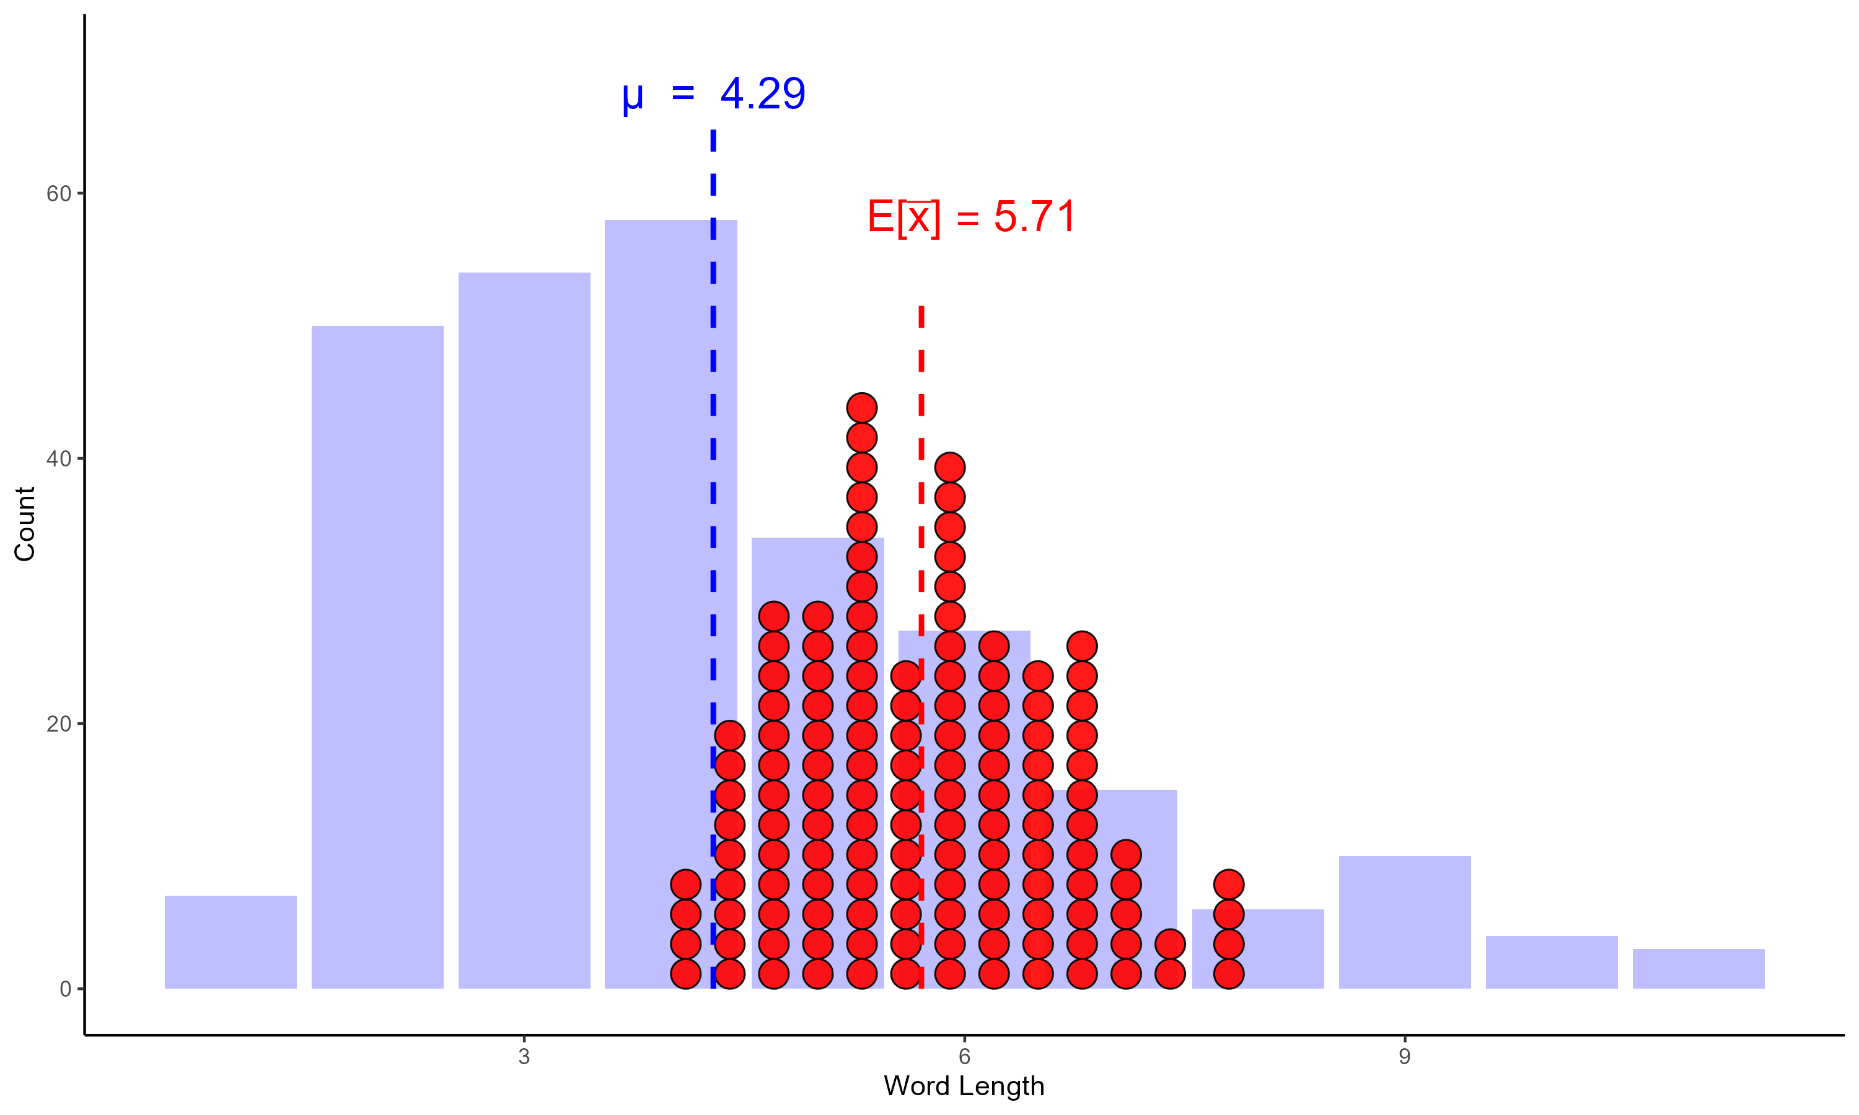 μ = 4.29
E[x̅] = 5.71
60
40
20
0
Count
3
6
9
Word Length